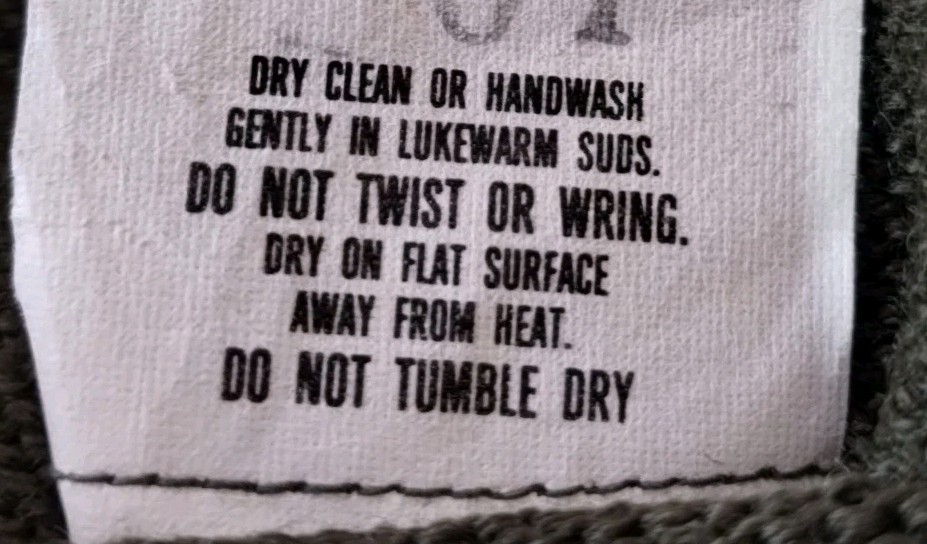 DRY CLEAN OR HANDWASH
GENTLY IN LUKEWARM SUDS.
DO NOT TWIST OR WRING.
DRY ON FLAT SURFACE
AWAY FROM HEAT.
DO NOT TUMBLE DRY